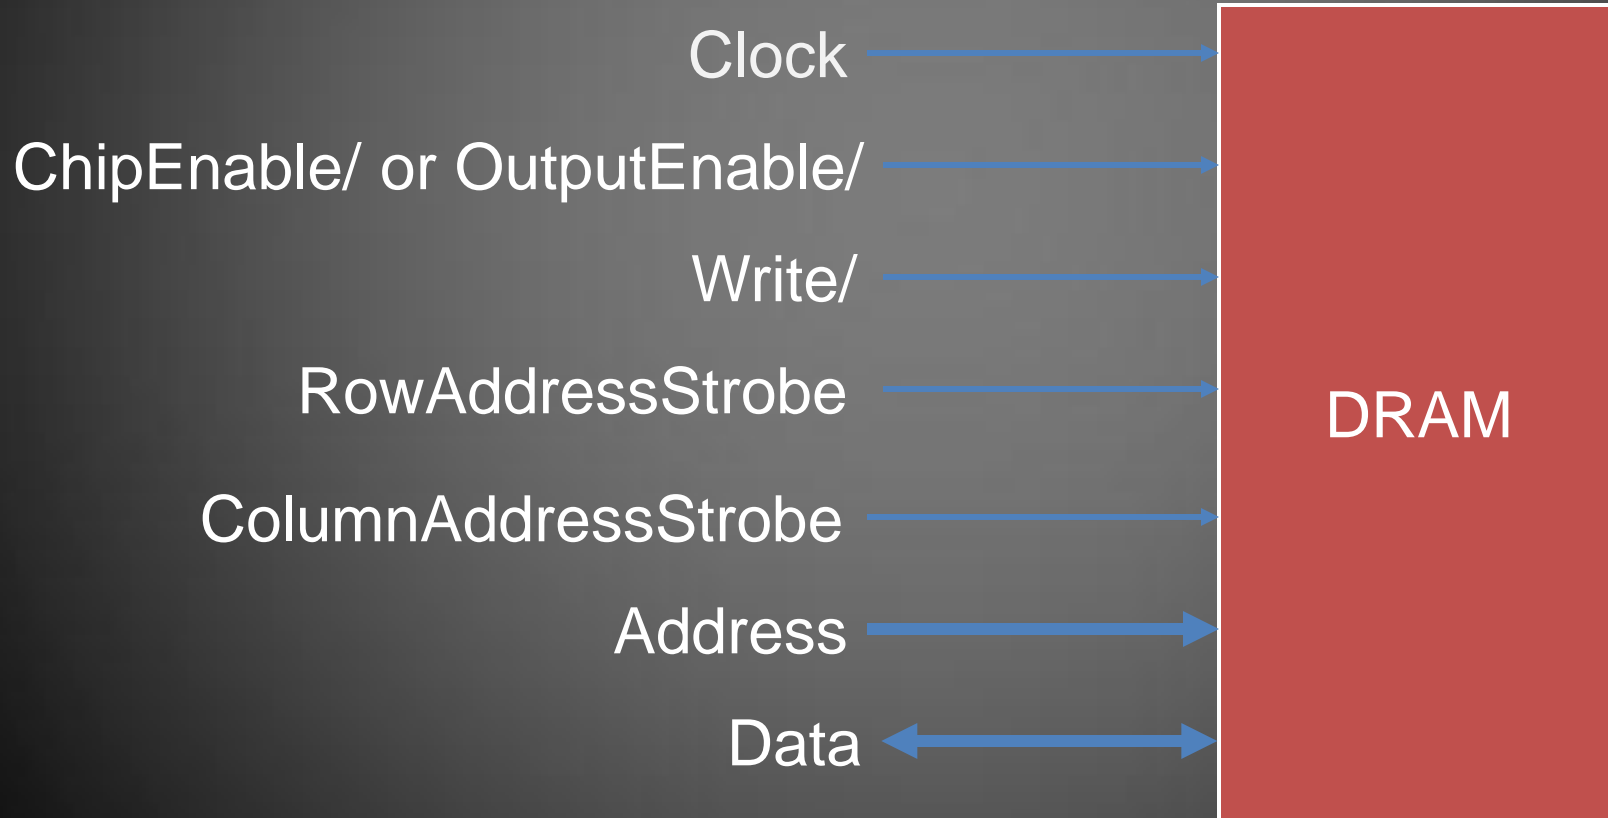 Clock
ChipEnable/ or OutputEnable/
Write/
RowAddressStrobe
DRAM
ColumnAddressStrobe
Address
Data